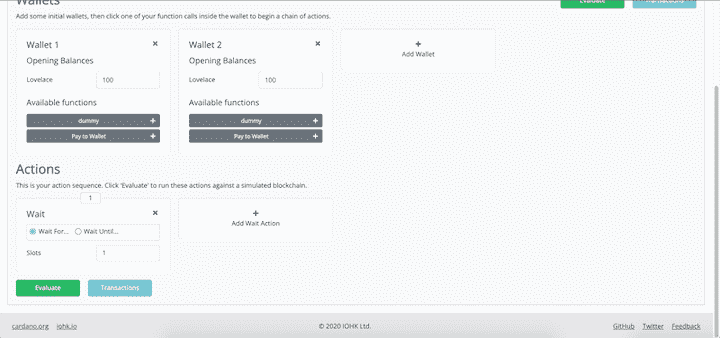 Wallets
Evaluate Transactions
Add some initial wallets, then click one of your function calls inside the wallet to begin a chain of actions.
Wallet 1 ×
Opening Balances
Lovelace 100
Available functions
dummy +
Pay to Wallet +
Wallet 2 ×
Opening Balances
Lovelace 100
Available functions
dummy +
Pay to Wallet +
+
Add Wallet
Actions
This is your action sequence. Click 'Evaluate' to run these actions against a simulated blockchain.
1
Wait ×
Wait For... Wait Until...
Slots 1
+
Add Wait Action
Evaluate Transactions
cardano.org iohk.io © 2020 IOHK Ltd. GitHub Twitter Feedback